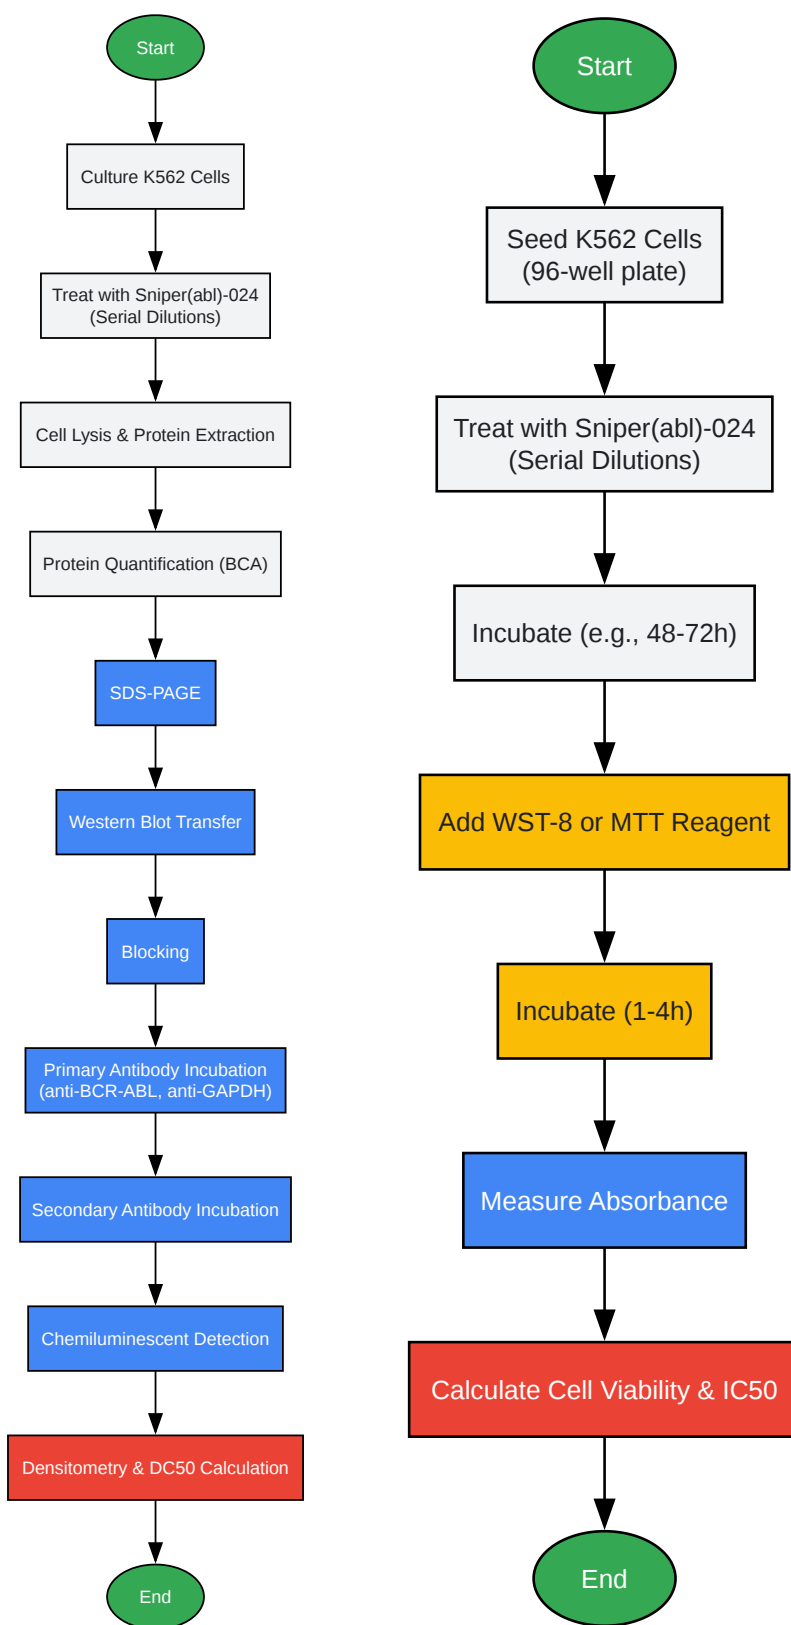 Start
Culture K562 Cells
Treat with Sniper(abl)-024
(Serial Dilutions)
Cell Lysis & Protein Extraction
Protein Quantification (BCA)
SDS-PAGE
Western Blot Transfer
Blocking
Primary Antibody Incubation
(anti-BCR-ABL, anti-GAPDH)
Secondary Antibody Incubation
Chemiluminescent Detection
Densitometry & DC50 Calculation
End
Start
Seed K562 Cells
(96-well plate)
Treat with Sniper(abl)-024
(Serial Dilutions)
Incubate (e.g., 48-72h)
Add WST-8 or MTT Reagent
Incubate (1-4h)
Measure Absorbance
Calculate Cell Viability & IC50
End